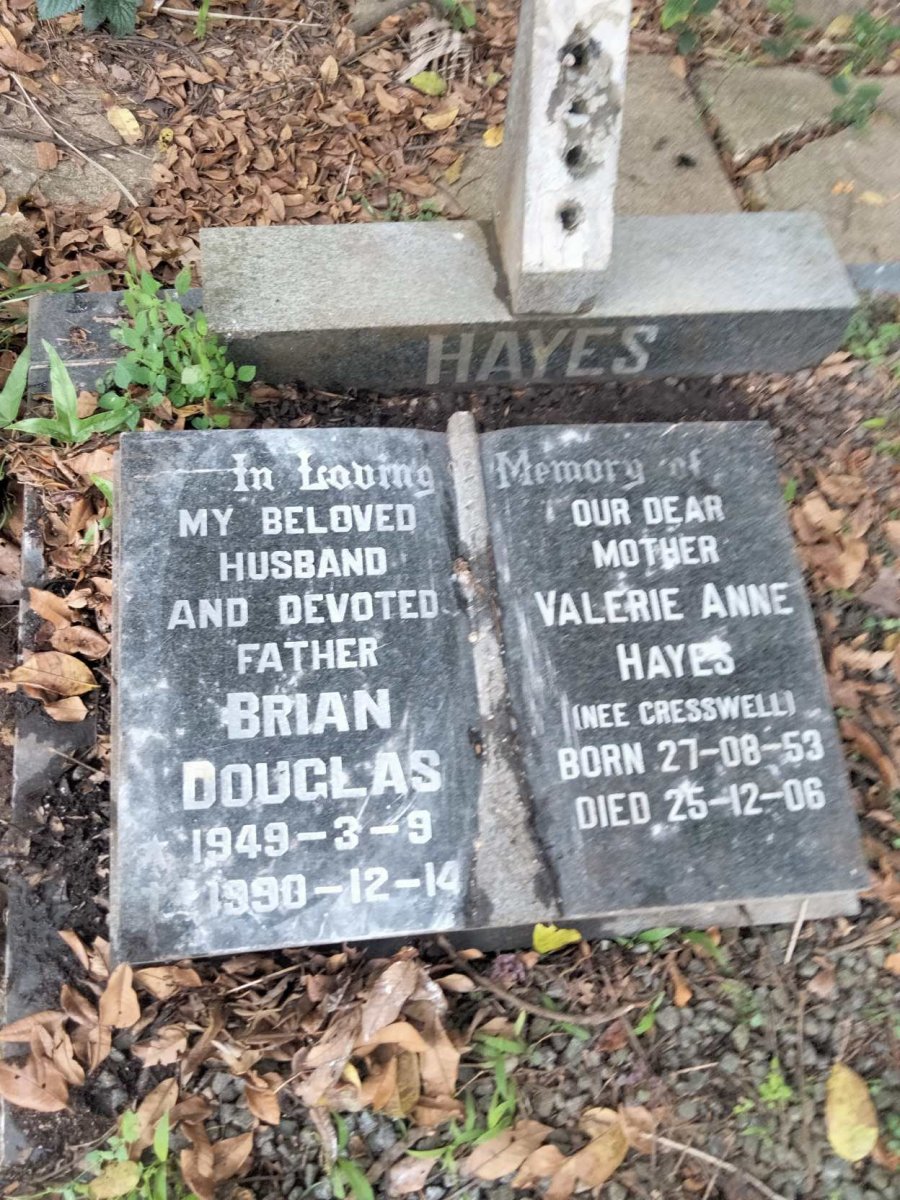 HAYES
In Loving Memory of
MY BELOVED
HUSBAND
AND DEVOTED
FATHER
BRIAN
DOUGLAS
1949-3-9
1990-12-14
OUR DEAR
MOTHER
VALERIE ANNE
HAYES
(NEE CRESSWELL)
BORN 27-08-53
DIED 25-12-06